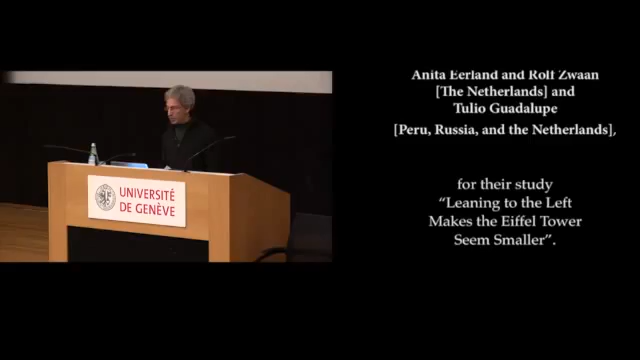 UNIVERSITÉ
DE GENÈVE
Anita Eerland and Rolf Zwaan
[The Netherlands] and
Tulio Guadalupe
[Peru, Russia, and the Netherlands],
for their study
“Leaning to the Left
Makes the Eiffel Tower
Seem Smaller”.